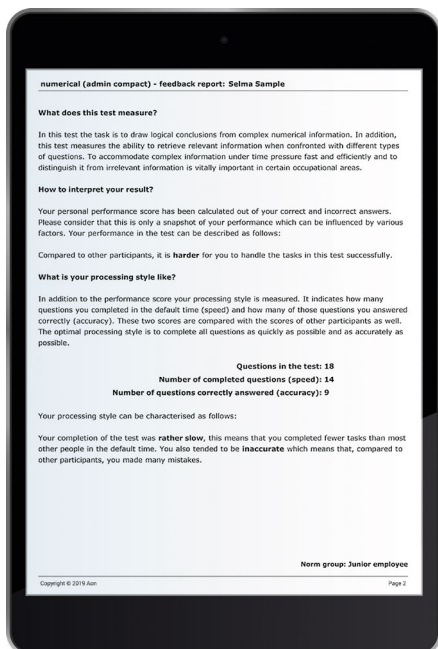 numerical (admin compact) - feedback report: Selma Sample
What does this test measure?
In this test the task is to draw logical conclusions from complex numerical information. In addition,
this test measures the ability to retrieve relevant information when confronted with different types
of questions. To accommodate complex information under time pressure fast and efficiently and to
distinguish it from irrelevant information is vitally important in certain occupational areas.
How to interpret your result?
Your personal performance score has been calculated out of your correct and incorrect answers.
Please consider that this is only a snapshot of your performance which can be influenced by various
factors. Your performance in the test can be described as follows:
Compared to other participants, it is harder for you to handle the tasks in this test successfully.
What is your processing style like?
In addition to the performance score your processing style is measured. It indicates how many
questions you completed in the default time (speed) and how many of those questions you answered
correctly (accuracy). These two scores are compared with the scores of other participants as well.
The optimal processing style is to complete all questions as quickly as possible and as accurately as
possible.
Questions in the test: 18
Number of completed questions (speed): 14
Number of questions correctly answered (accuracy): 9
Your processing style can be characterised as follows:
Your completion of the test was rather slow, this means that you completed fewer tasks than most
other people in the default time. You also tended to be inaccurate which means that, compared to
other participants, you made many mistakes.
Norm group: Junior employee
Copyright © 2019 Aon
Page 2